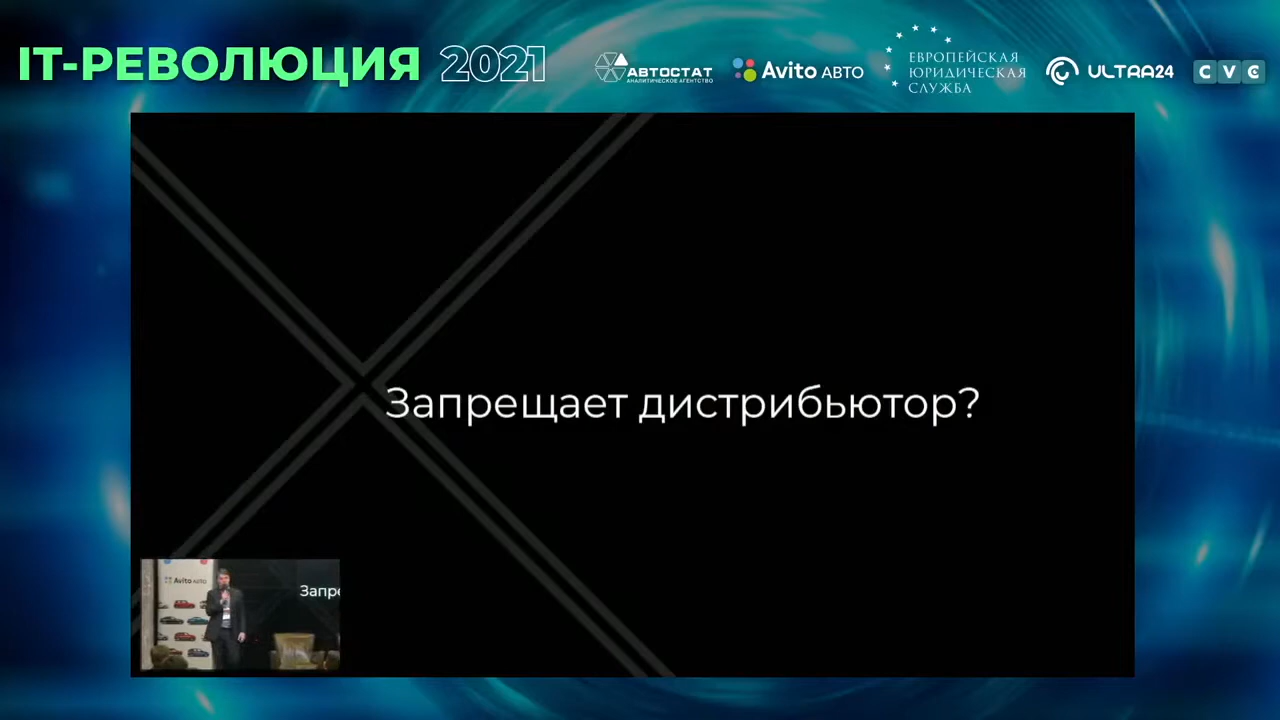 IT-РЕВОЛЮЦИЯ 2021
АВТОСТАТ
АНАЛИТИЧЕСКОЕ АГЕНТСТВО
Avito АВТО
ЕВРОПЕЙСКАЯ
ЮРИДИЧЕСКАЯ
СЛУЖБА
ULTRA24
CVC
Запрещает дистрибьютор?
Avito АВТО
Запре